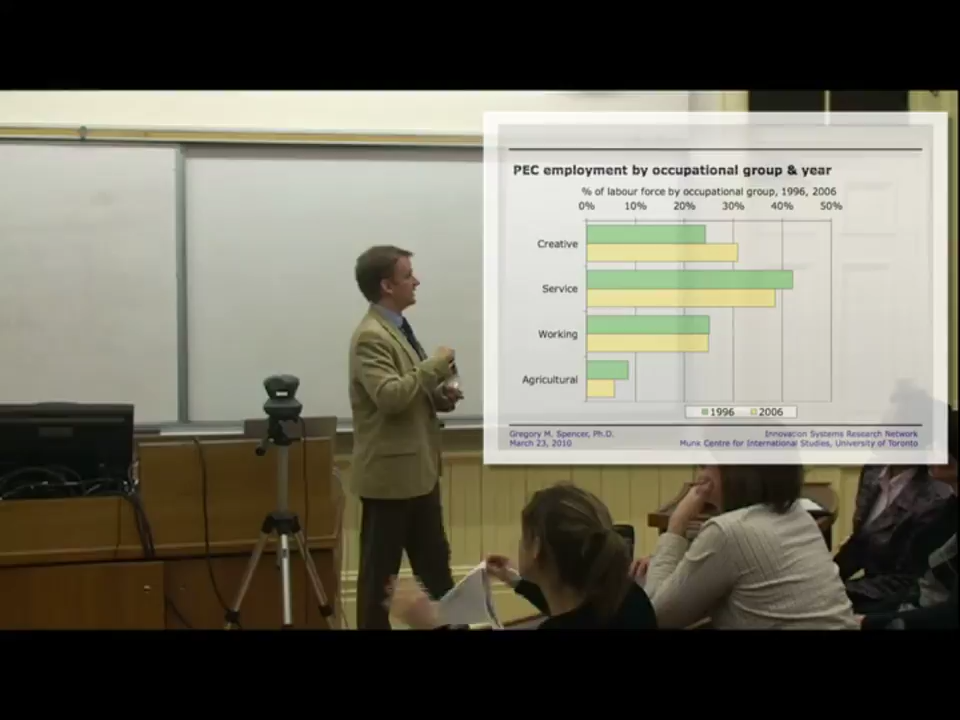 PEC employment by occupational group & year
% of labour force by occupational group, 1996, 2006
0% 10% 20% 30% 40% 50%
Creative
Service
Working
Agricultural
1996 2006
Gregory M. Spencer, Ph.D. Innovation Systems Research Network
March 23, 2010 Munk Centre for International Studies, University of Toronto